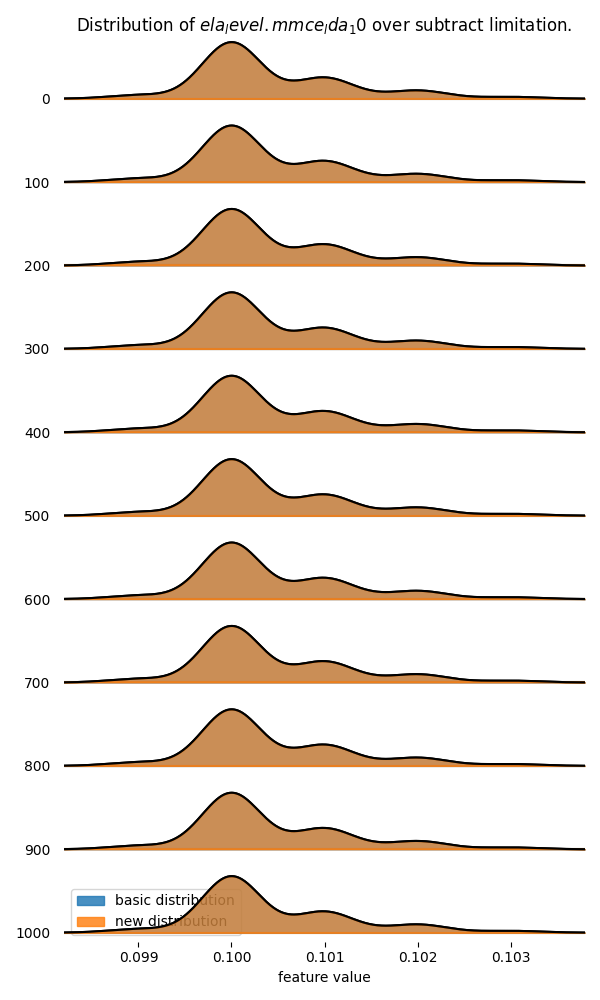 Distribution of ela_level.mmce_lda_10 over subtract limitation.
0
100
200
300
400
500
600
700
800
900
1000
basic distribution
new distribution
0.099 0.100 0.101 0.102 0.103
feature value